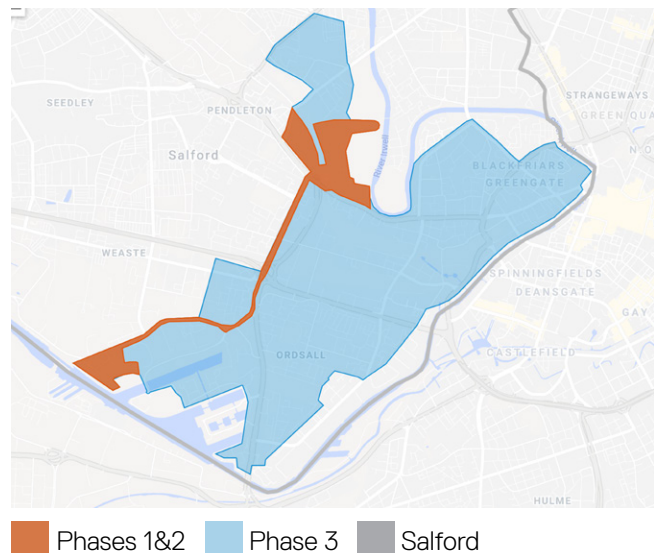 STRANGEWAYS
SEEDLEY
PENDLETON
GREEN QUA
Salford
River Irwell
BLACKFRIARS
GREENGATE
WEASTE
SPINNINGFIELDS
DEANSGATE
GAY
CASTLEFIELD
ORDSALL
HULME
Phases 1&2 Phase 3 Salford